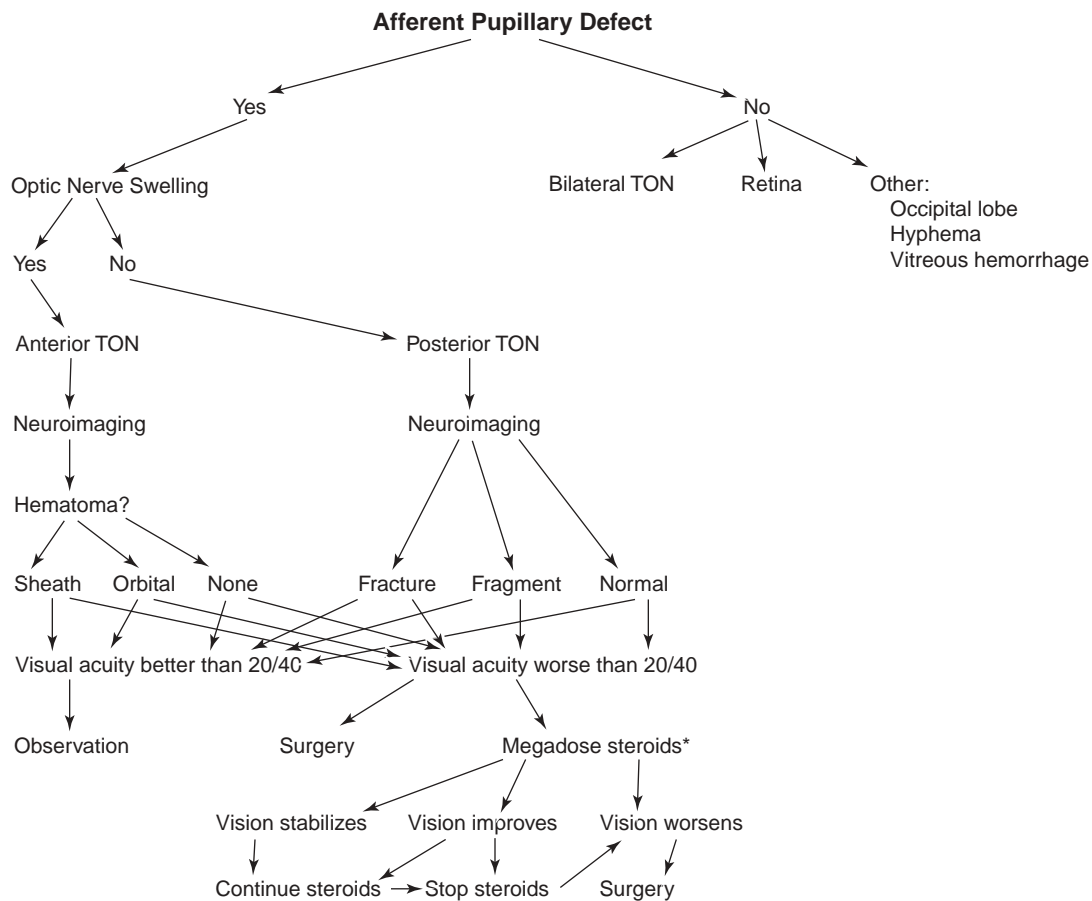 Afferent Pupillary Defect
Yes
No
Optic Nerve Swelling
Bilateral TON
Retina
Other:
Occipital lobe
Hyphema
Vitreous hemorrhage
Yes
No
Anterior TON
Posterior TON
Neuroimaging
Neuroimaging
Hematoma?
Sheath
Orbital
None
Fracture
Fragment
Normal
Visual acuity better than 20/40
Visual acuity worse than 20/40
Observation
Surgery
Megadose steroids*
Vision stabilizes
Vision improves
Vision worsens
Continue steroids
Stop steroids
Surgery